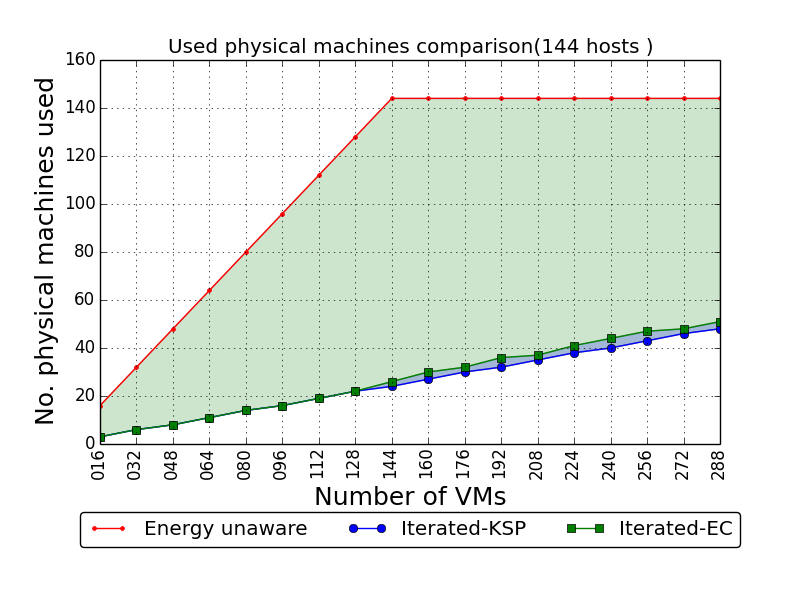 Used physical machines comparison(144 hosts )
No. physical machines used
160
140
120
100
80
60
40
20
0
016 032 048 064 080 096 112 128 144 160 176 192 208 224 240 256 272 288
Number of VMs
Energy unaware Iterated-KSP Iterated-EC